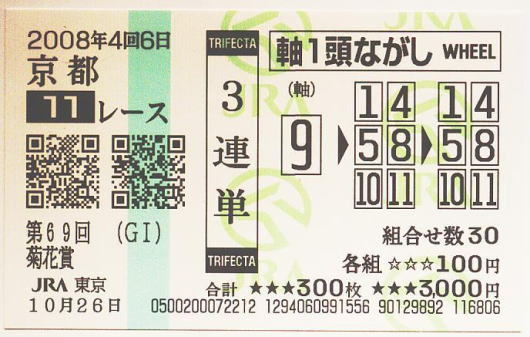 2008年4回6日
京都
11レース
第69回 (GI)
菊花賞
JRA 東京
10月26日
TRIFECTA
3連単
TRIFECTA
軸1頭ながし WHEEL
(軸)
9
1 4 1 4
5 8 5 8
10 11 10 11
組合せ数30
各組 ☆☆☆100円
合計 ★★★300枚 ★★3,000円
0500200072212 1294060991556 90129892 116806
JRA
JRA
JRA